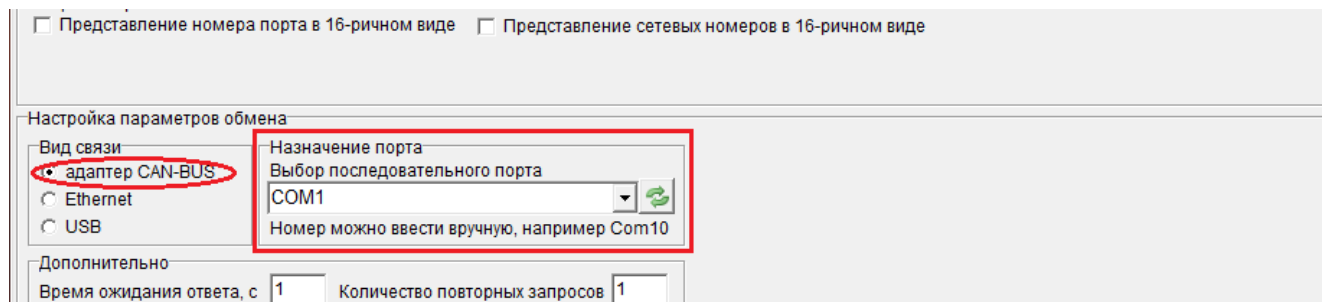 Представление номера порта в 16-ричном виде Представление сетевых номеров в 16-ричном виде
Настройка параметров обмена
Вид связи
адаптер CAN-BUS
Ethernet
USB
Назначение порта
Выбор последовательного порта
COM1
Номер можно ввести вручную, например Com10
Дополнительно
Время ожидания ответа, с 1 Количество повторных запросов 1